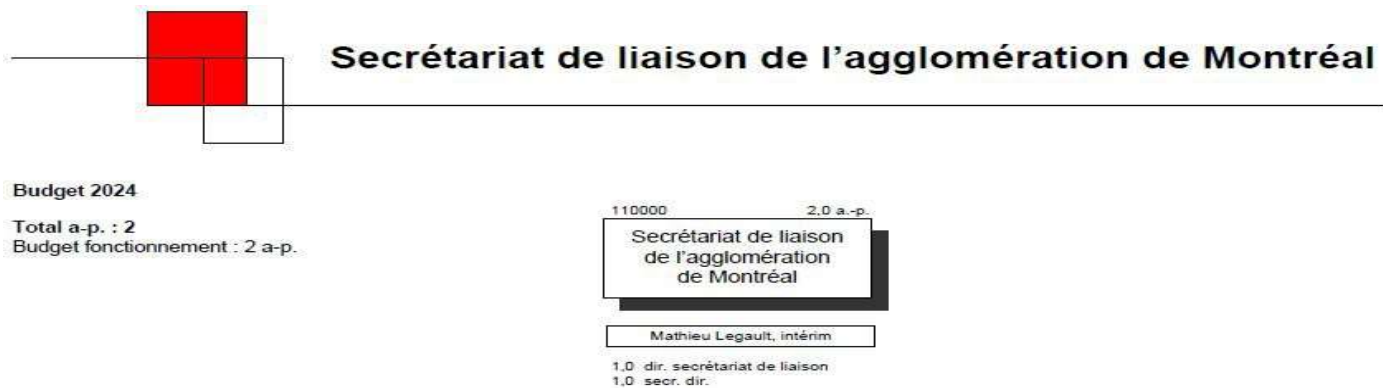 Secrétariat de liaison de l'agglomération de Montréal
Budget 2024
Total a-p. : 2
Budget fonctionnement : 2 a-p.
110000 2,0 a.-p.
Secrétariat de liaison
de l'agglomération
de Montréal
Mathieu Legault, intérim
1,0 dir. secrétariat de liaison
1,0 secr. dir.